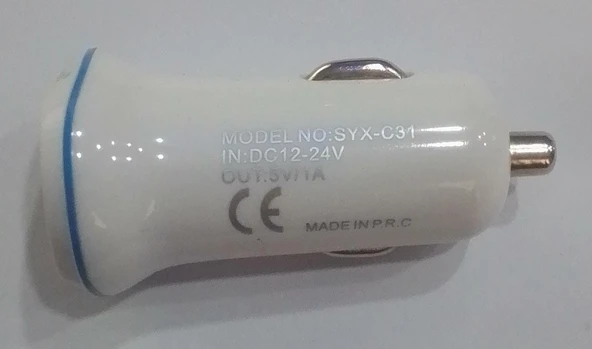 MODEL NO:SYX-C31
IN:DC12-24V
OUT:5V/1A
CE
MADE IN P.R.C